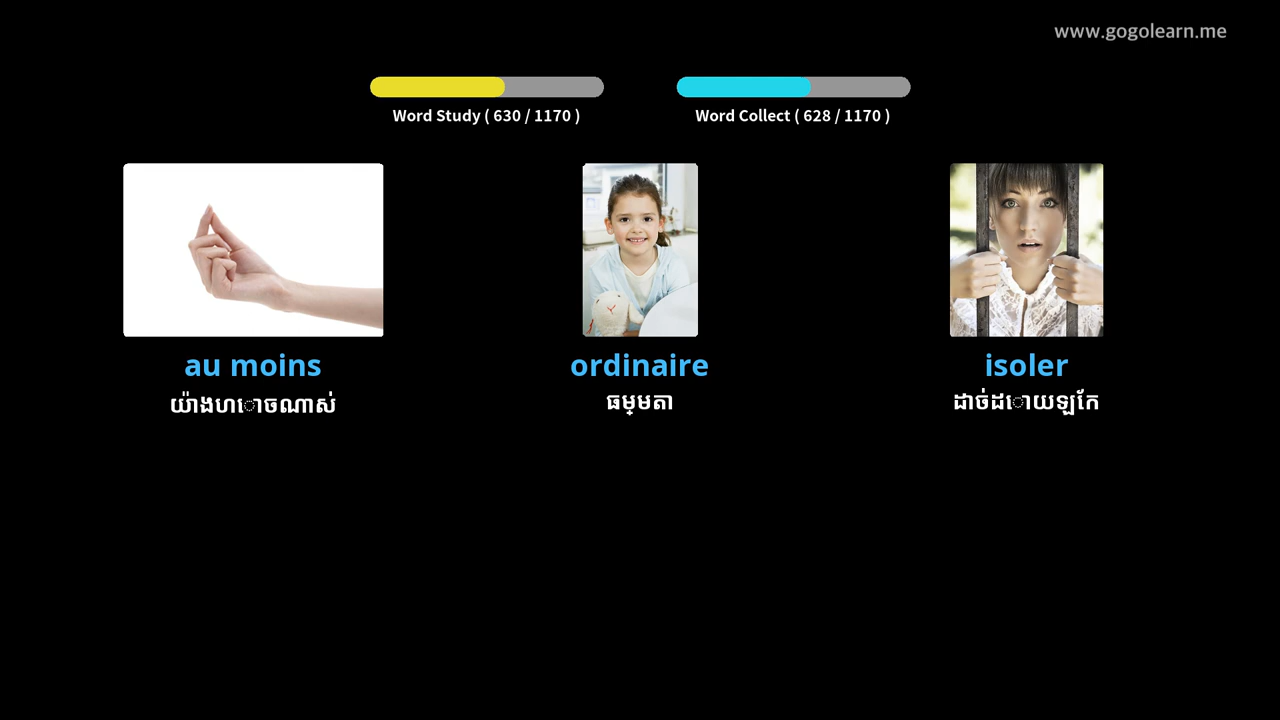 www.gogolearn.me
Word Study ( 630 / 1170 )
Word Collect ( 628 / 1170 )
au moins
ordinaire
isoler
យ៉ាងហោចណាស់
ធម្មតា
ដាច់ដោយឡែក